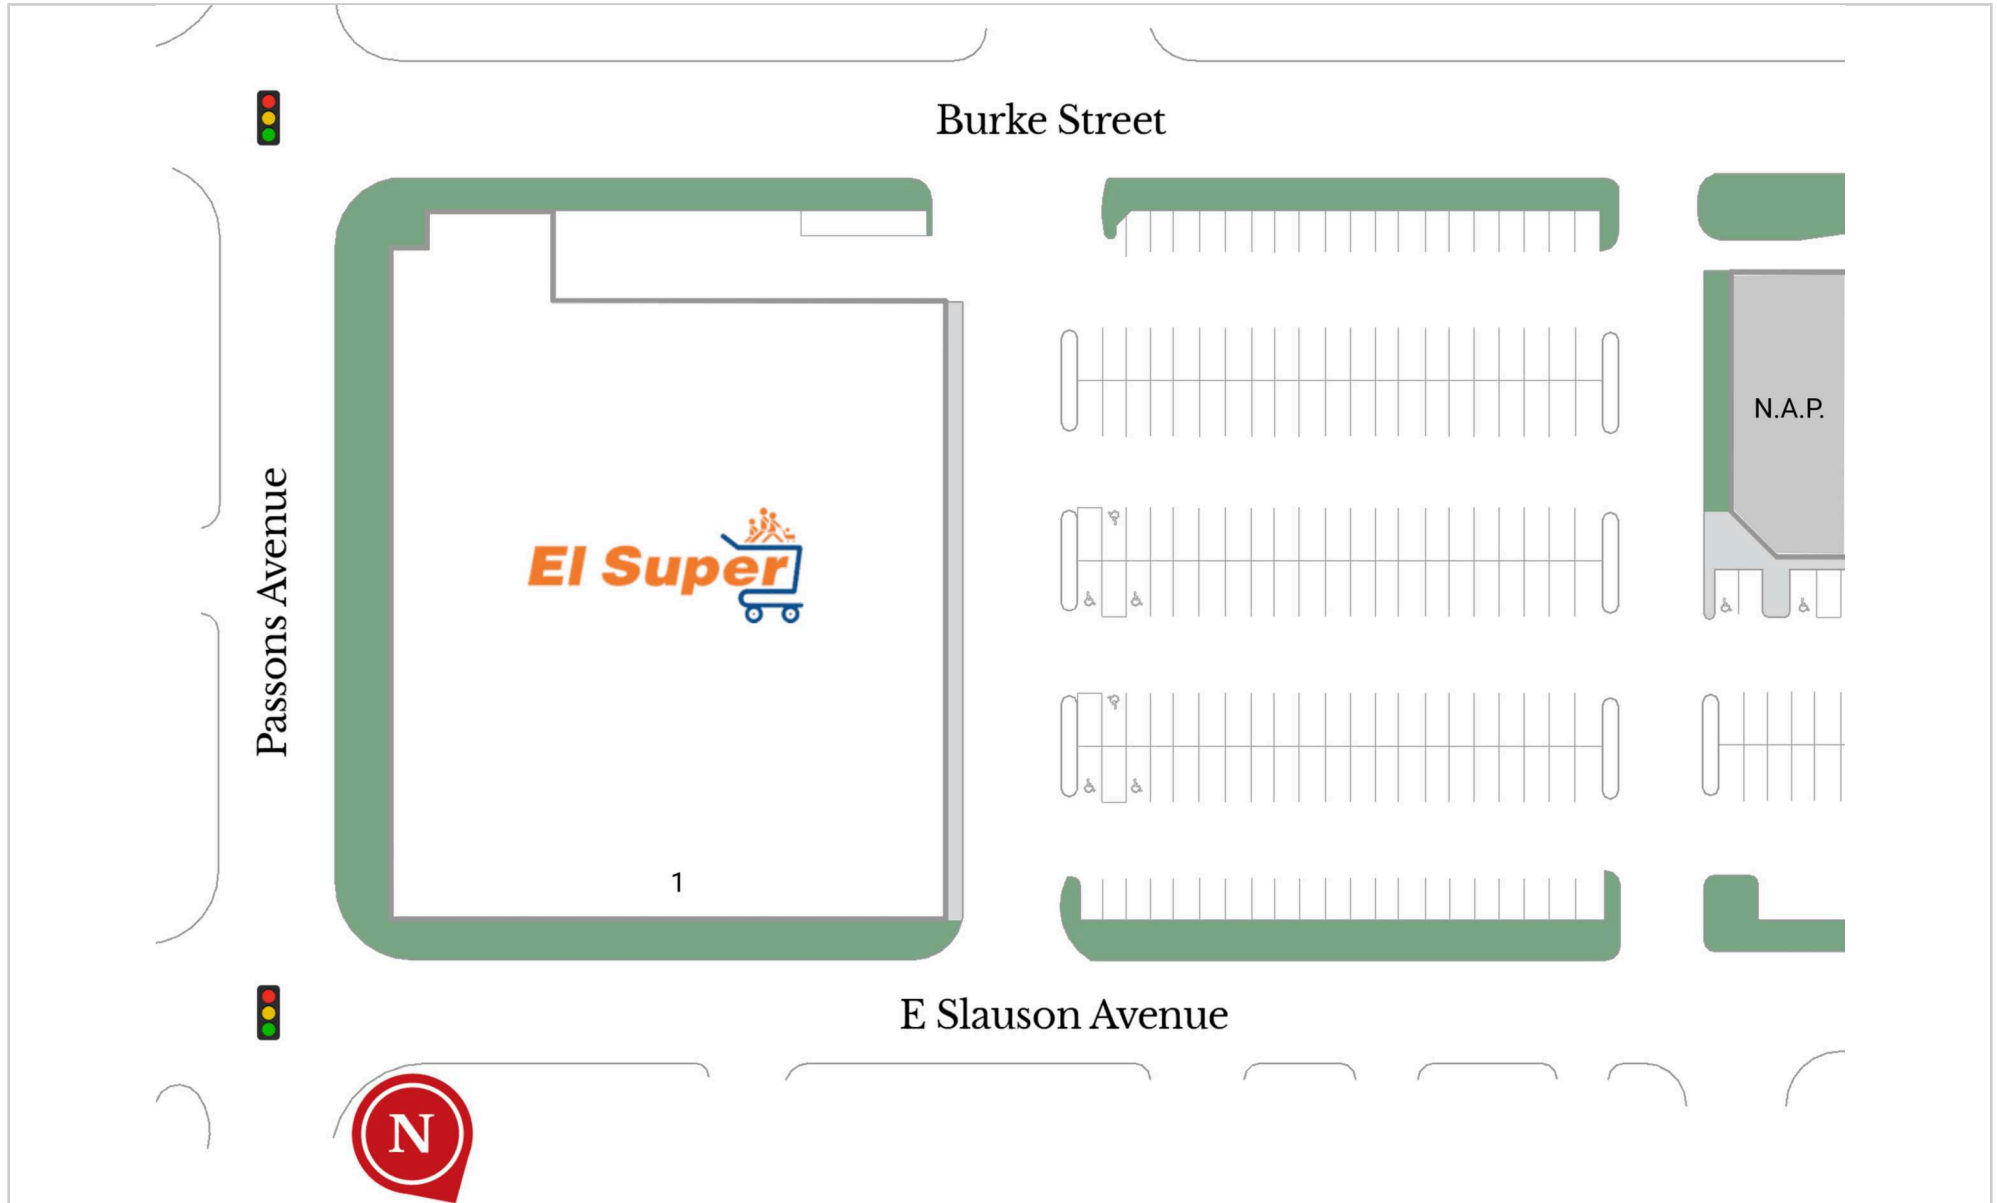 Burke Street
N.A.P.
Passons Avenue
El Super
1
E Slauson Avenue
N